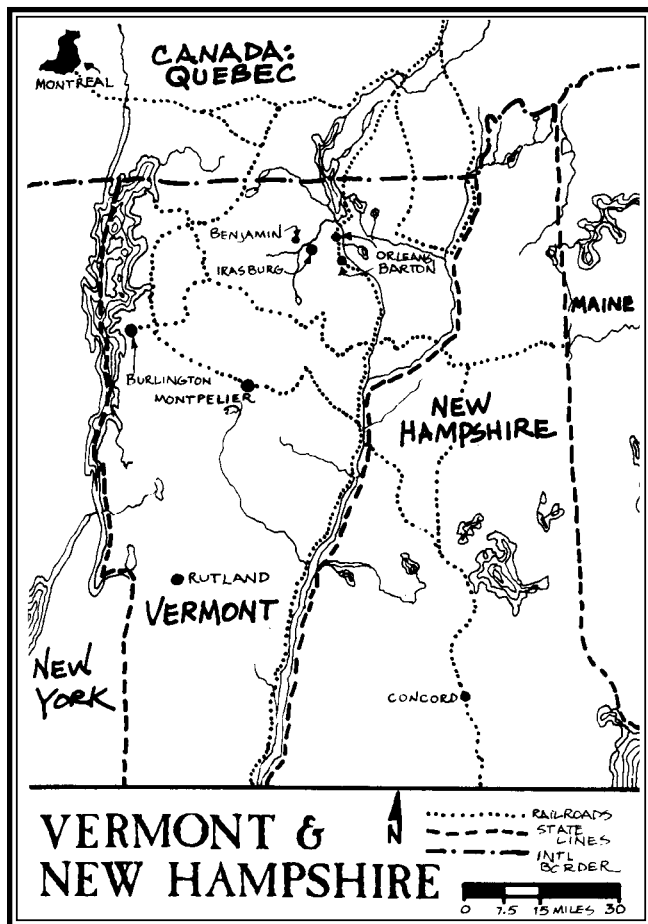 CANADA:
QUEBEC
MONTREAL
BENJAMIN
IRASBURG
ORLEANS
BARTON
MAINE
BURLINGTON
MONTPELIER
NEW
HAMPSHIRE
RUTLAND
VERMONT
NEW
YORK
CONCORD
VERMONT &
NEW HAMPSHIRE
N
RAILROADS
STATE
LINES
INT'L
BORDER
0 7.5 15 MILES 30